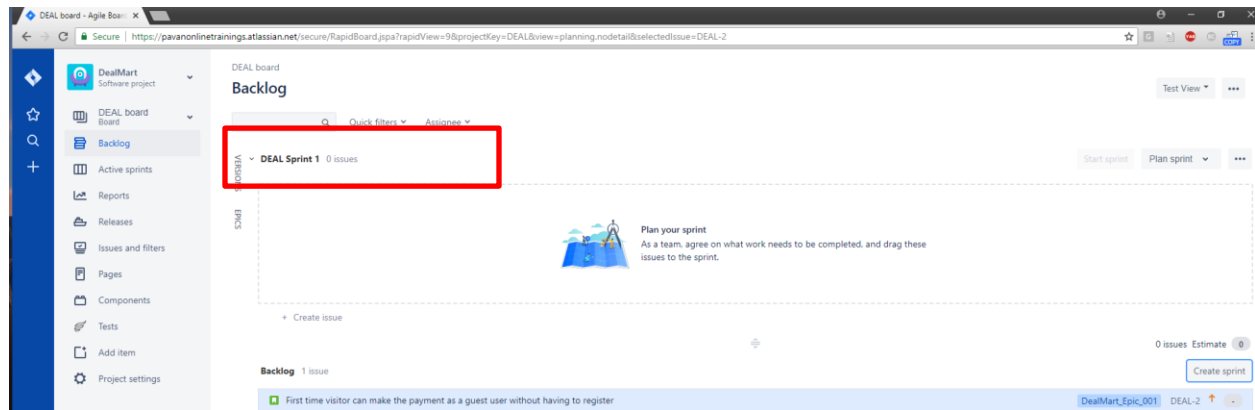 DEAL board - Agile Boar
Secure | https://pavanonlinetrainings.atlassian.net/secure/RapidBoard.jspa?rapidView=9&projectKey=DEAL&view=planning.nodetail&selectedIssue=DEAL-2
COPY
DealMart
Software project
DEAL board
Board
Backlog
Active sprints
Reports
Releases
Issues and filters
Pages
Components
Tests
Add item
Project settings
DEAL board
Backlog
Test View
Quick filters Assignee
VERSIONS
EPICS
DEAL Sprint 1 0 issues
Start sprint Plan sprint
Plan your sprint
As a team, agree on what work needs to be completed, and drag these
issues to the sprint.
+ Create issue
0 issues Estimate 0
Backlog 1 issue
Create sprint
First time visitor can make the payment as a guest user without having to register
DealMart_Epic_001 DEAL-2 -